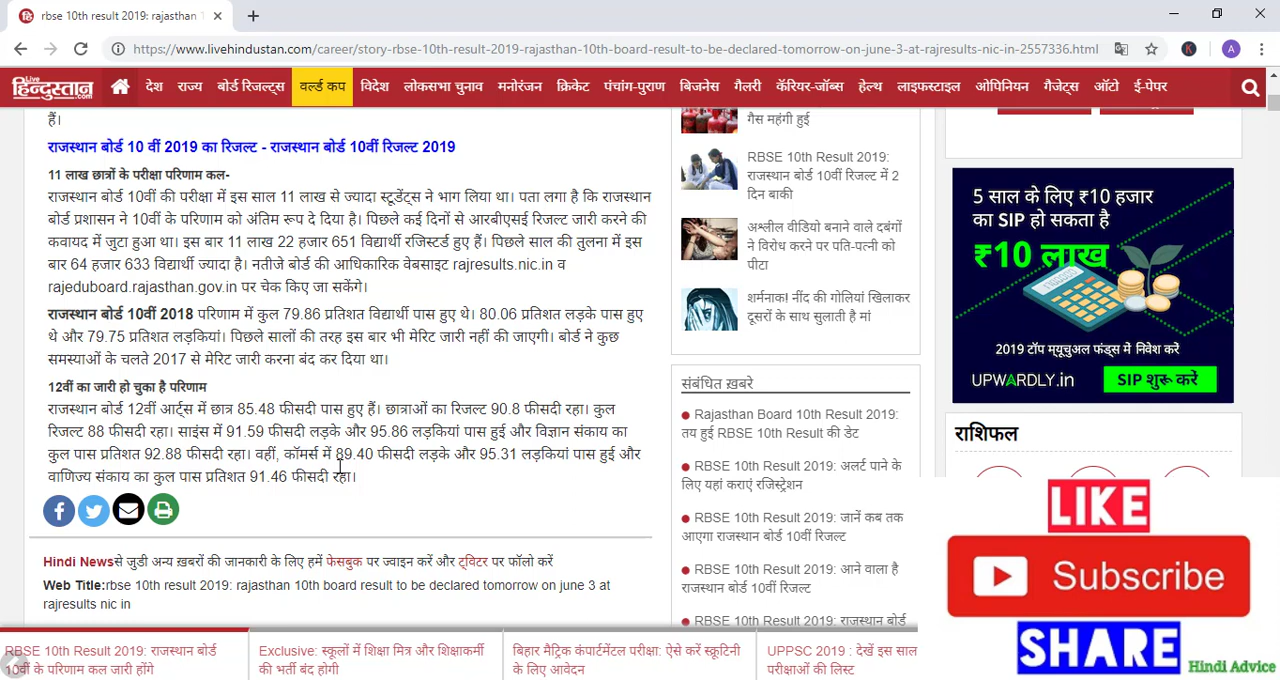 rbse 10th result 2019: rajasthan 1
https://www.livehindustan.com/career/story-rbse-10th-result-2019-rajasthan-10th-board-result-to-be-declared-tomorrow-on-june-3-at-rajresults-nic-in-2557336.html
K
A
Live
हिन्दुस्तान
.com
देश राज्य बोर्ड रिजल्ट्स वर्ल्ड कप विदेश लोकसभा चुनाव मनोरंजन क्रिकेट पंचांग-पुराण बिजनेस गैलरी कॅरियर-जॉब्स हेल्थ लाइफस्टाइल ओपिनियन गैजेट्स ऑटो ई-पेपर
हैं।
राजस्थान बोर्ड 10 वीं 2019 का रिजल्ट - राजस्थान बोर्ड 10वीं रिजल्ट 2019
11 लाख छात्रों के परीक्षा परिणाम कल-
राजस्थान बोर्ड 10वीं की परीक्षा में इस साल 11 लाख से ज्यादा स्टूडेंट्स ने भाग लिया था। पता लगा है कि राजस्थान
बोर्ड प्रशासन ने 10वीं के परिणाम को अंतिम रूप दे दिया है। पिछले कई दिनों से आरबीएसई रिजल्ट जारी करने की
कवायद में जुटा हुआ था। इस बार 11 लाख 22 हजार 651 विद्यार्थी रजिस्टर्ड हुए हैं। पिछले साल की तुलना में इस
बार 64 हजार 633 विद्यार्थी ज्यादा है। नतीजे बोर्ड की आधिकारिक वेबसाइट rajresults.nic.in व
rajeduboard.rajasthan.gov.in पर चेक किए जा सकेंगे।
राजस्थान बोर्ड 10वीं 2018 परिणाम में कुल 79.86 प्रतिशत विद्यार्थी पास हुए थे। 80.06 प्रतिशत लड़के पास हुए
थे और 79.75 प्रतिशत लड़कियां। पिछले सालों की तरह इस बार भी मेरिट जारी नहीं की जाएगी। बोर्ड ने कुछ
समस्याओं के चलते 2017 से मेरिट जारी करना बंद कर दिया था।
12वीं का जारी हो चुका है परिणाम
राजस्थान बोर्ड 12वीं आर्ट्स में छात्र 85.48 फीसदी पास हुए हैं। छात्राओं का रिजल्ट 90.8 फीसदी रहा। कुल
रिजल्ट 88 फीसदी रहा। साइंस में 91.59 फीसदी लड़के और 95.86 लड़कियां पास हुई और विज्ञान संकाय का
कुल पास प्रतिशत 92.88 फीसदी रहा। वहीं, कॉमर्स में 89.40 फीसदी लड़के और 95.31 लड़कियां पास हुई और
वाणिज्य संकाय का कुल पास प्रतिशत 91.46 फीसदी रहा।
Hindi Newsसे जुडी अन्य ख़बरों की जानकारी के लिए हमें फेसबुक पर ज्वाइन करें और ट्विटर पर फॉलो करें
Web Title:rbse 10th result 2019: rajasthan 10th board result to be declared tomorrow on june 3 at
rajresults nic in
गैस महंगी हुई
RBSE 10th Result 2019:
राजस्थान बोर्ड 10वीं रिजल्ट में 2
दिन बाकी
अश्लील वीडियो बनाने वाले दबंगों
ने विरोध करने पर पति-पत्नी को
पीटा
शर्मनाक! नींद की गोलियां खिलाकर
दूसरों के साथ सुलाती है मां
संबंधित ख़बरे
Rajasthan Board 10th Result 2019:
तय हुई RBSE 10th Result की डेट
RBSE 10th Result 2019: अलर्ट पाने के
लिए यहां कराएं रजिस्ट्रेशन
RBSE 10th Result 2019: जानें कब तक
आएगा राजस्थान बोर्ड 10वीं रिजल्ट
RBSE 10th Result 2019: आने वाला है
राजस्थान बोर्ड 10वीं रिजल्ट
RBSE 10th Result 2019: राजस्थान बोर्ड
5 साल के लिए ₹10 हजार
का SIP हो सकता है
₹10 लाख
2019 टॉप म्यूचुअल फंड्स मे निवेश करें
UPWARDLY.in SIP शुरू करें
राशिफल
LIKE
Subscribe
SHARE
Hindi Advice
RBSE 10th Result 2019: राजस्थान बोर्ड
10वीं के परिणाम कल जारी होंगे
Exclusive: स्कूलों में शिक्षा मित्र और शिक्षाकर्मी
की भर्ती बंद होगी
बिहार मैट्रिक कंपार्टमेंटल परीक्षा: ऐसे करें स्क्रूटिनी
के लिए आवेदन
UPPSC 2019 : देखें इस साल
परीक्षाओं की लिस्ट